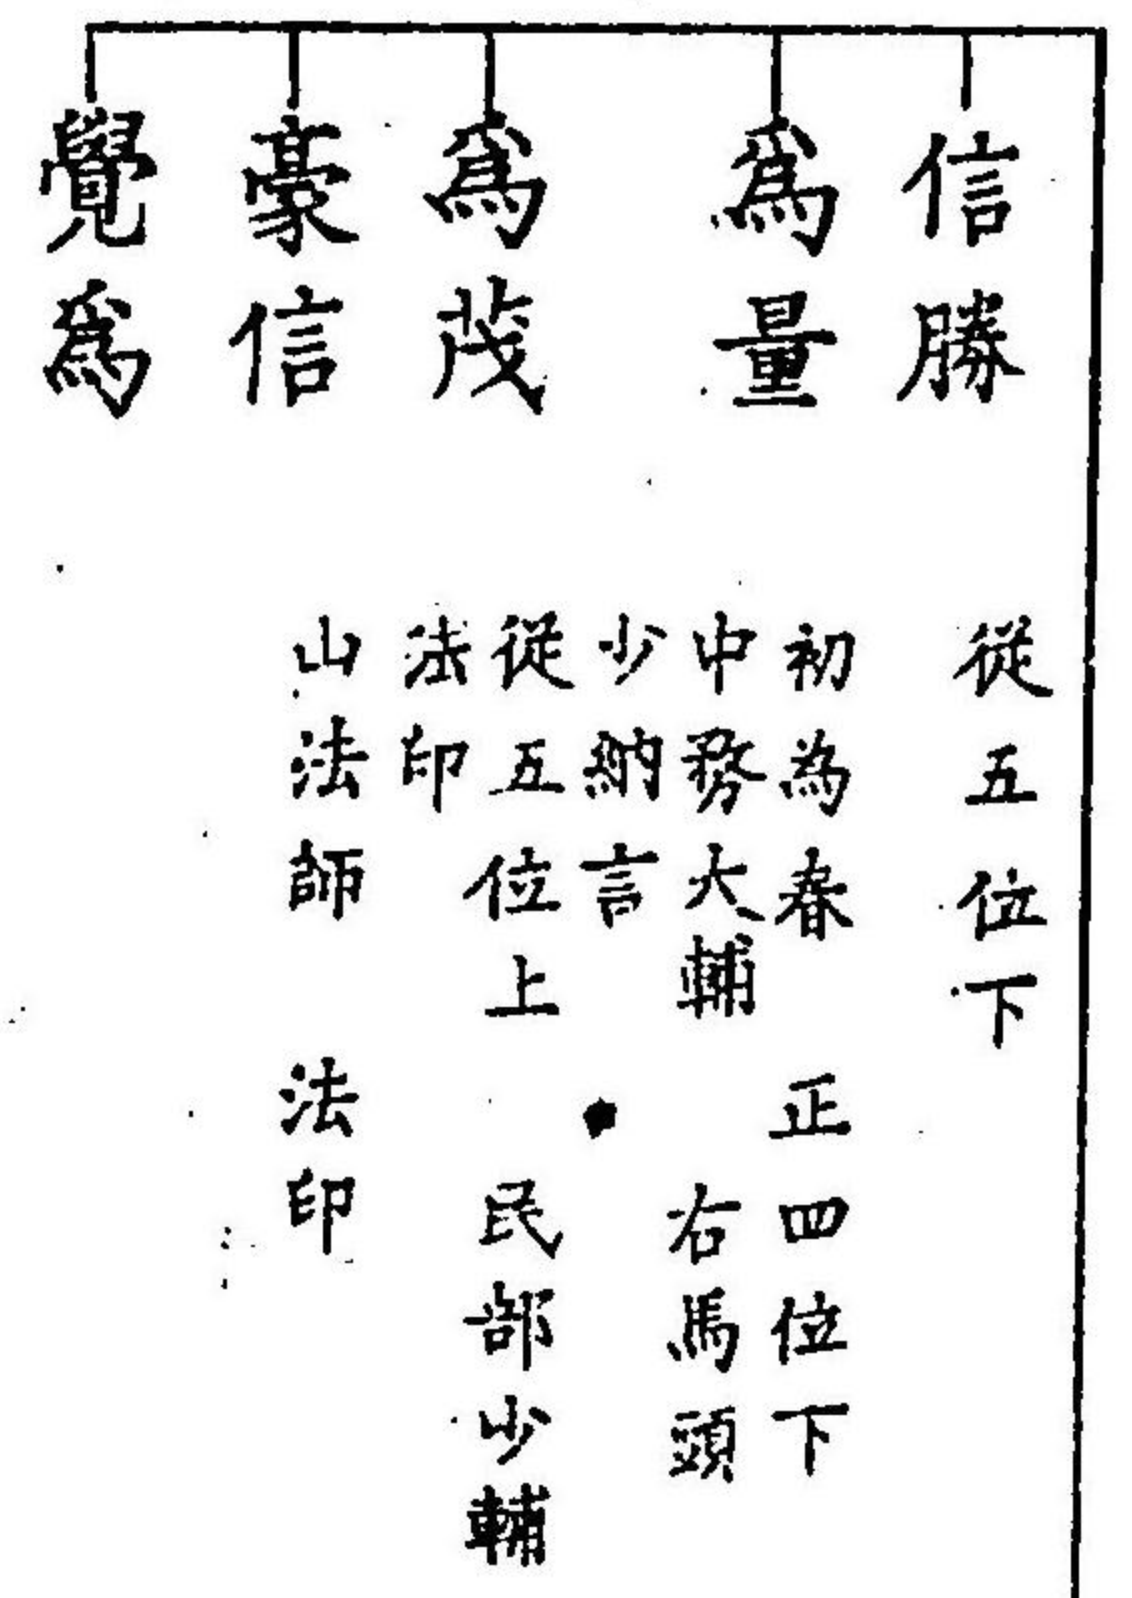 信勝
從五位下
爲量
初為春 正四位下
中務大輔 右馬頭
少納言
爲茂
從五位上 民部少輔
法印
豪信
山法師 法印
覺爲